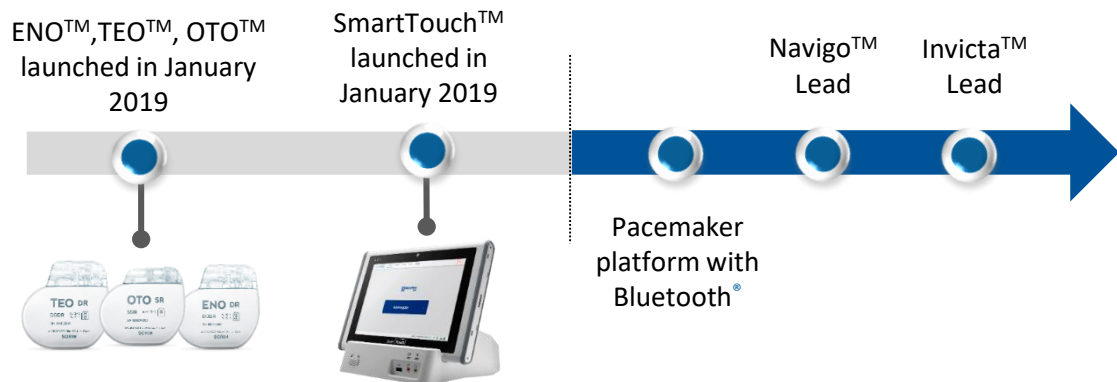 ENO™,TEO™, OTO™
launched in January
2019
SmartTouch™
launched in
January 2019
Navigo™
Lead
Invicta™
Lead
Pacemaker
platform with
Bluetooth®
TEO DR
OTO SR
ENO DR